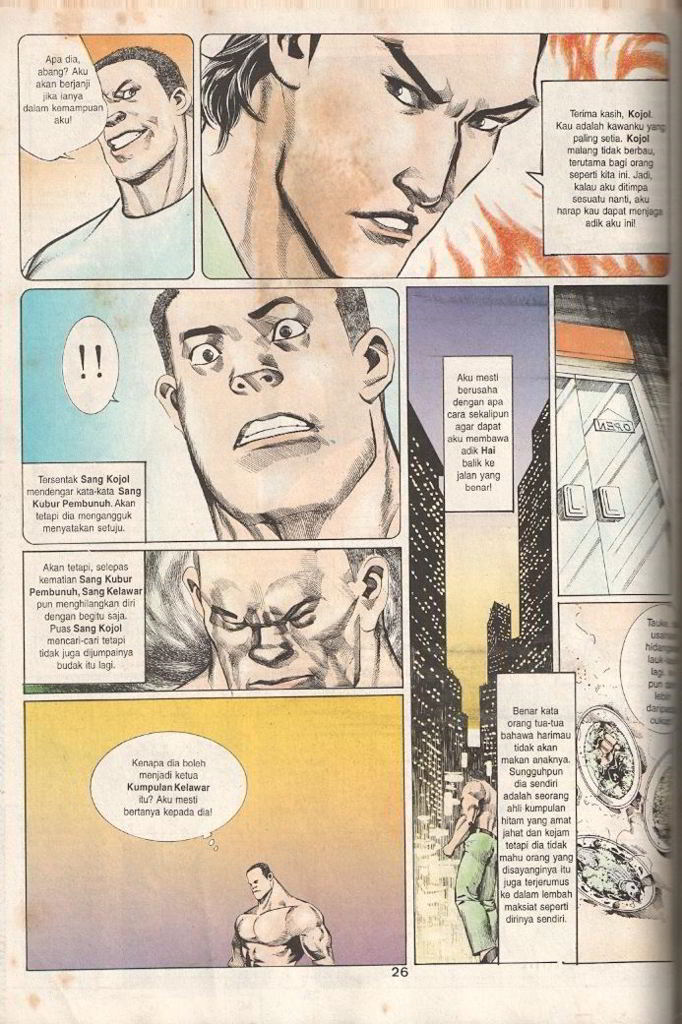 Apa dia,
abang? Aku
akan berjanji
jika ianya
dalam kemampuan
aku!
Terima kasih, Kojol.
Kau adalah kawanku yang
paling setia. Kojol
malang tidak berbau,
terutama bagi orang
seperti kita ini. Jadi,
kalau aku ditimpa
sesuatu nanti, aku
harap kau dapat menjaga
adik aku ini!
!!
Tersentak Sang Kojol
mendengar kata-kata Sang
Kubur Pembunuh. Akan
tetapi dia mengangguk
menyatakan setuju.
Akan tetapi, selepas
kematian Sang Kubur
Pembunuh, Sang Kelawar
pun menghilangkan diri
dengan begitu saja.
Puas Sang Kojol
mencari-cari tetapi
tidak juga dijumpainya
budak itu lagi.
Kenapa dia boleh
menjadi ketua
Kumpulan Kelawar
itu? Aku mesti
bertanya kepada dia!
Aku mesti
berusaha
dengan apa
cara sekalipun
agar dapat
aku membawa
adik Hai
balik ke
jalan yang
benar!
Benar kata
orang tua-tua
bahawa harimau
tidak akan
makan anaknya.
Sungguhpun
dia sendiri
adalah seorang
ahli kumpulan
hitam yang amat
jahat dan kejam
tetapi dia tidak
mahu orang yang
disayanginya itu
juga terjerumus
ke dalam lembah
maksiat seperti
dirinya sendiri.
OPEN
26